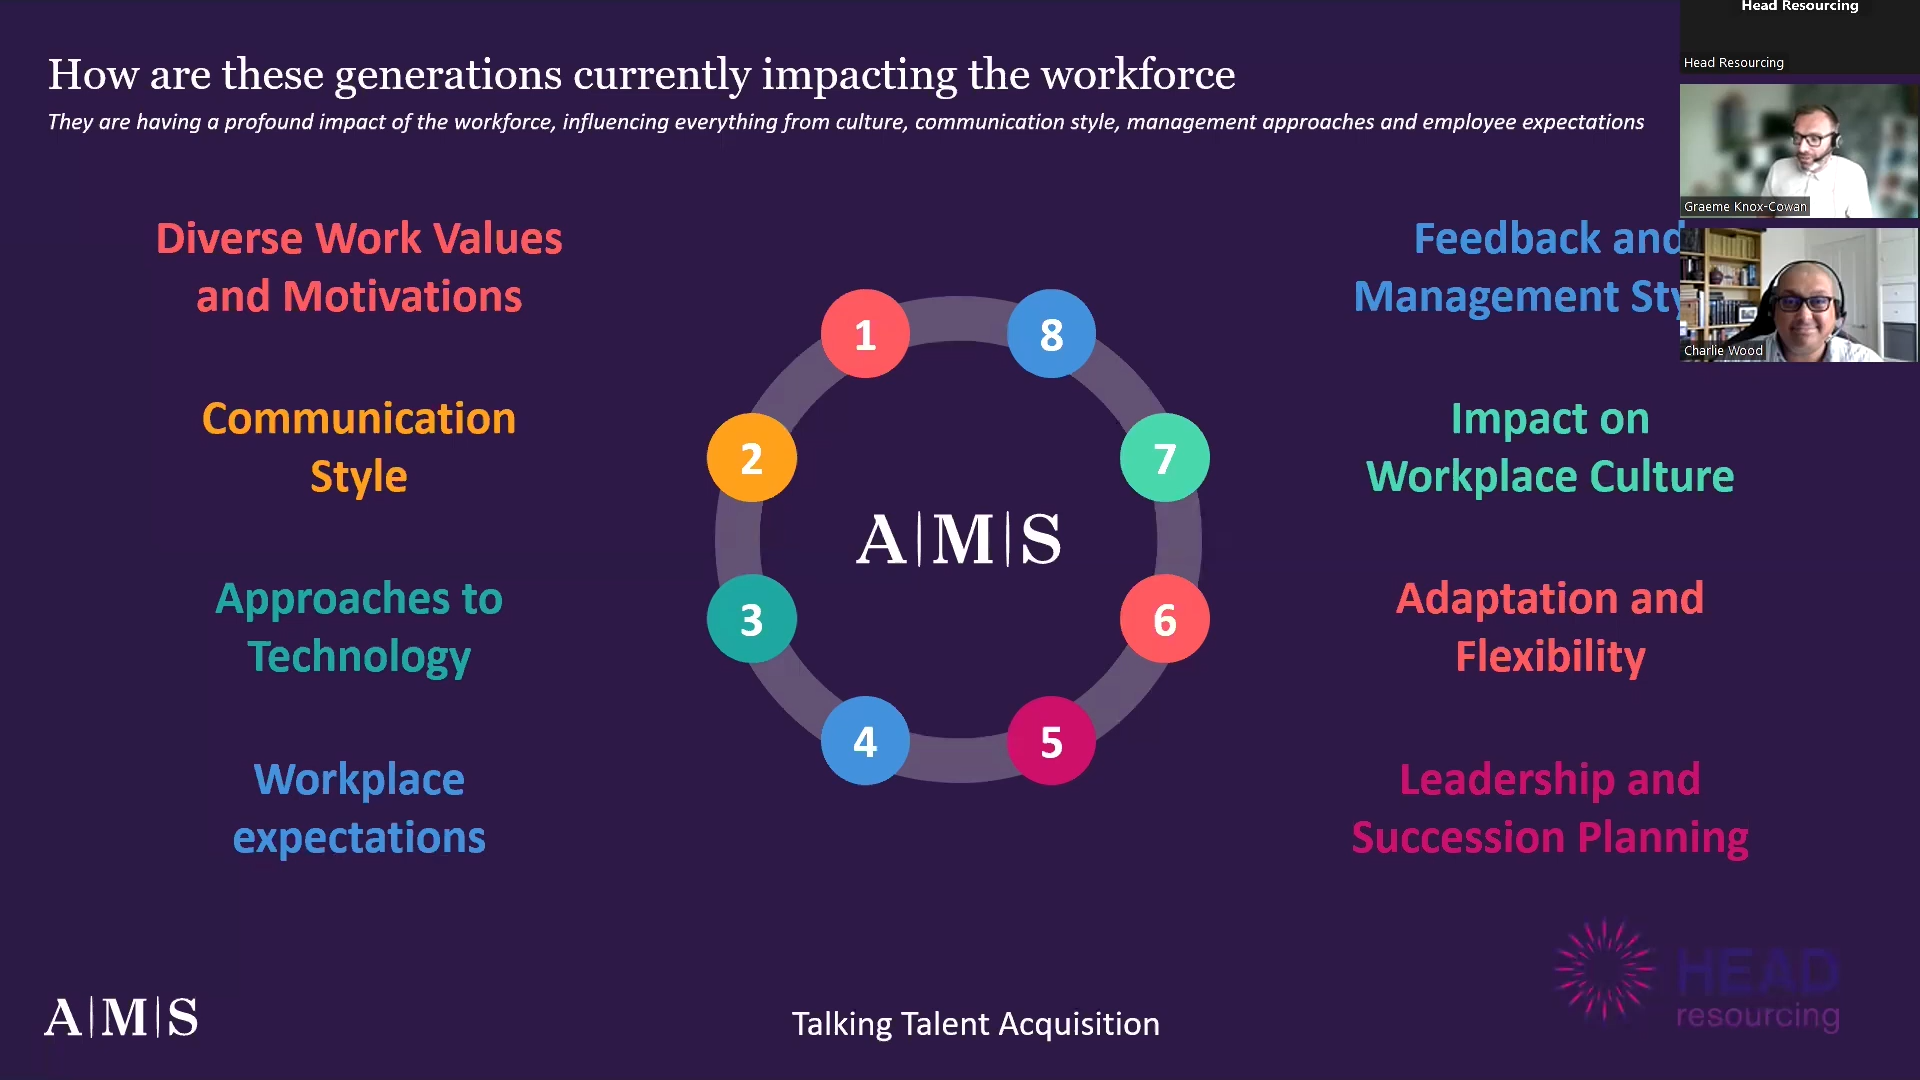 Head Resourcing
Head Resourcing
How are these generations currently impacting the workforce
They are having a profound impact of the workforce, influencing everything from culture, communication style, management approaches and employee expectations
Graeme Knox-Cowan
Charlie Wood
Diverse Work Values
and Motivations
Communication
Style
Approaches to
Technology
Workplace
expectations
1
2
3
4
5
6
7
8
A|M|S
Feedback and
Management
Impact on
Workplace Culture
Adaptation and
Flexibility
Leadership and
Succession Planning
A|M|S
Talking Talent Acquisition
HEAD
resourcing